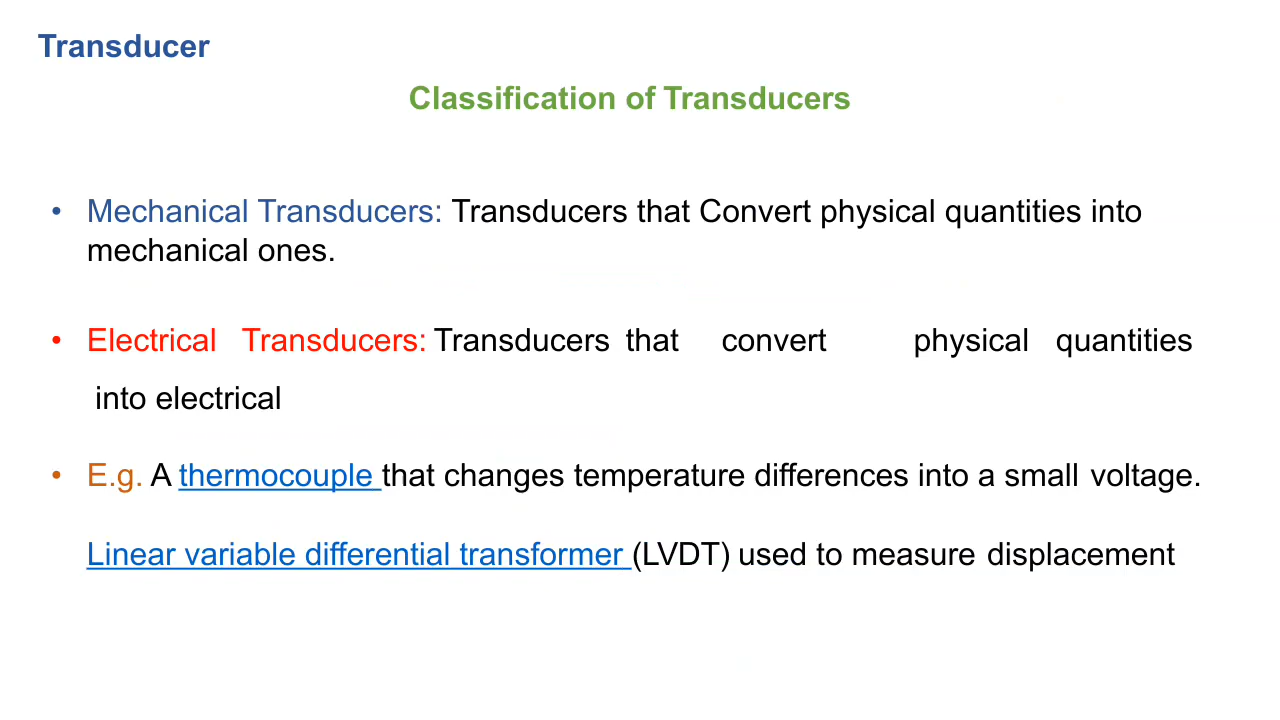 Transducer
Classification of Transducers
• Mechanical Transducers: Transducers that Convert physical quantities into
mechanical ones.
• Electrical Transducers: Transducers that convert physical quantities
into electrical
• E.g. A thermocouple that changes temperature differences into a small voltage.
Linear variable differential transformer (LVDT) used to measure displacement